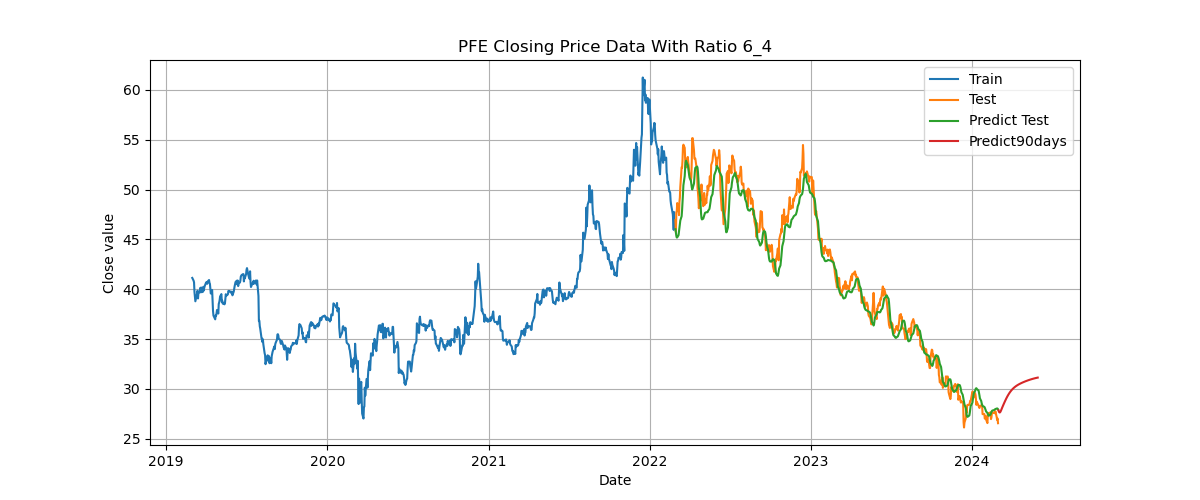 PFE Closing Price Data With Ratio 6_4
Train
Test
Predict Test
Predict90days
60
55
50
45
40
35
30
25
Close value
2019
2020
2021
2022
2023
2024
Date